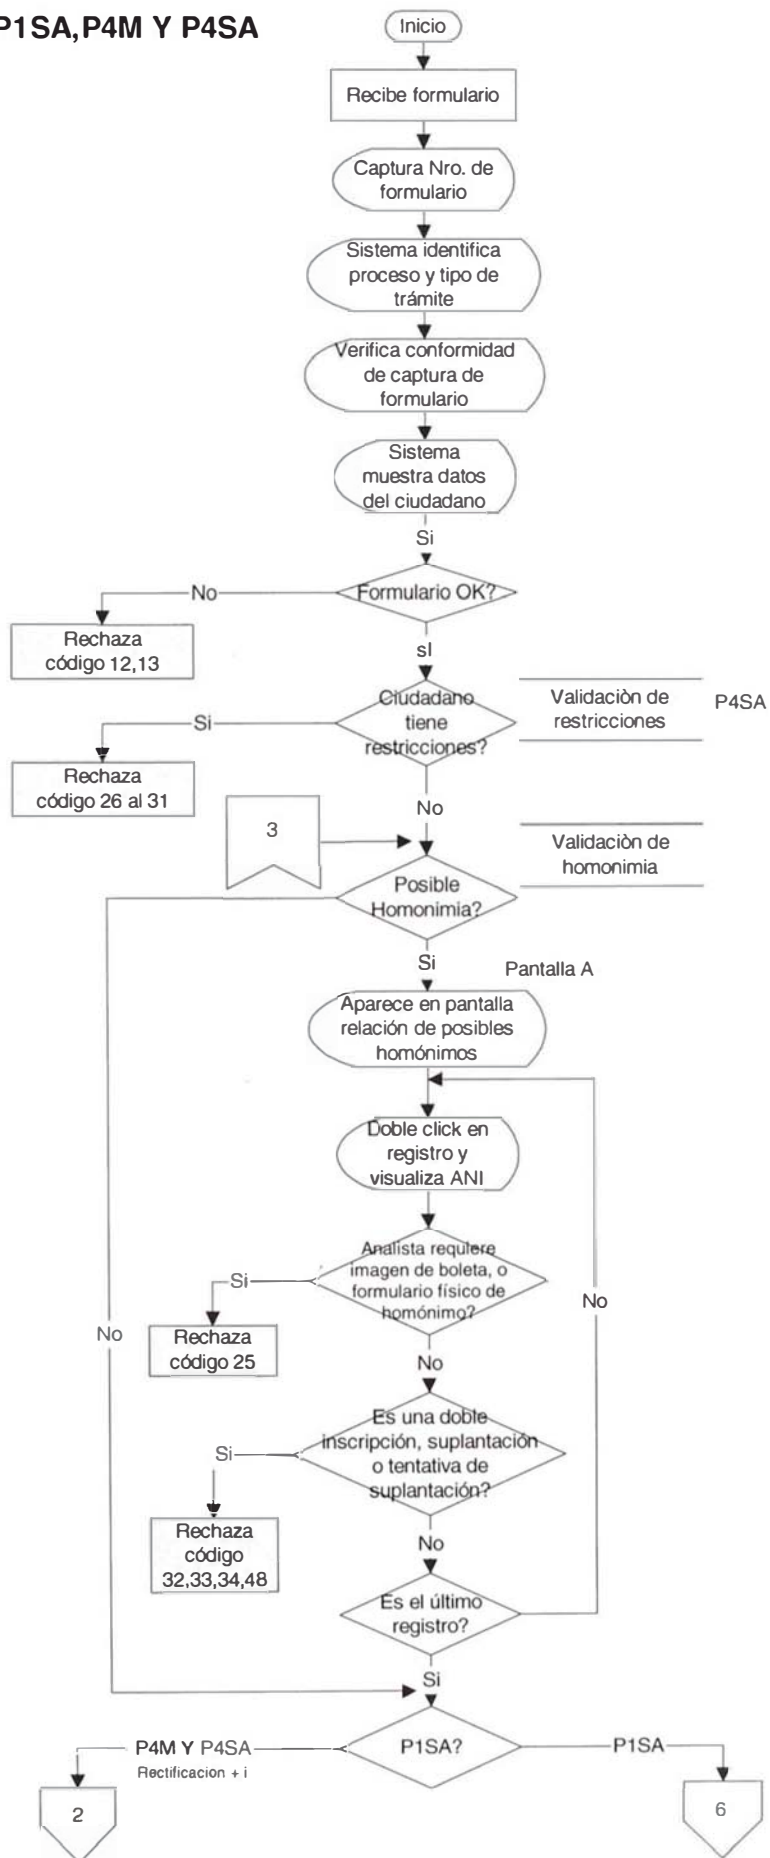 P1SA,P4M Y P4SA
Inicio
Recibe formulario
Captura Nro. de
formulario
Sistema identifica
proceso y tipo de
trámite
Verifica conformidad
de captura de
formulario
Sistema
muestra datos
del ciudadano
Si
Formulario OK?
No
Rechaza
código 12,13
sI
Ciudadano
tiene
restricciones?
Validaciòn de
restricciones
P4SA
Si
Rechaza
código 26 al 31
No
3
Validaciòn de
homonimia
Posible
Homonimia?
Si
Pantalla A
Aparece en pantalla
relación de posibles
homónimos
Doble click en
registro y
visualiza ANI
Analista requiere
imagen de boleta, o
formulario físico de
homónimo?
Si
No
No
Rechaza
código 25
No
Es una doble
inscripción, suplantación
o tentativa de
suplantación?
Si
Rechaza
código
32,33,34,48
No
Es el último
registro?
Si
P1SA?
P4M Y P4SA
Rectificacion + i
P1SA
2
6